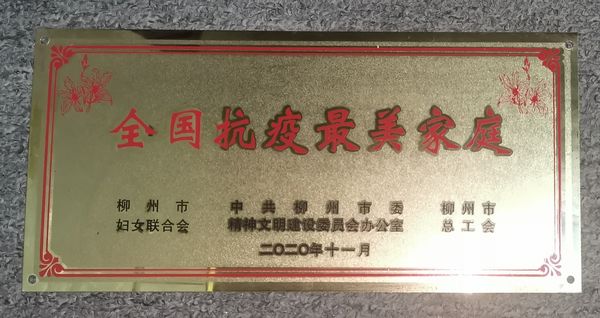 全国抗疫最美家庭
柳州市 中共柳州市委 柳州市
妇女联合会 精神文明建设委员会办公室 总工会
二〇二〇年十一月